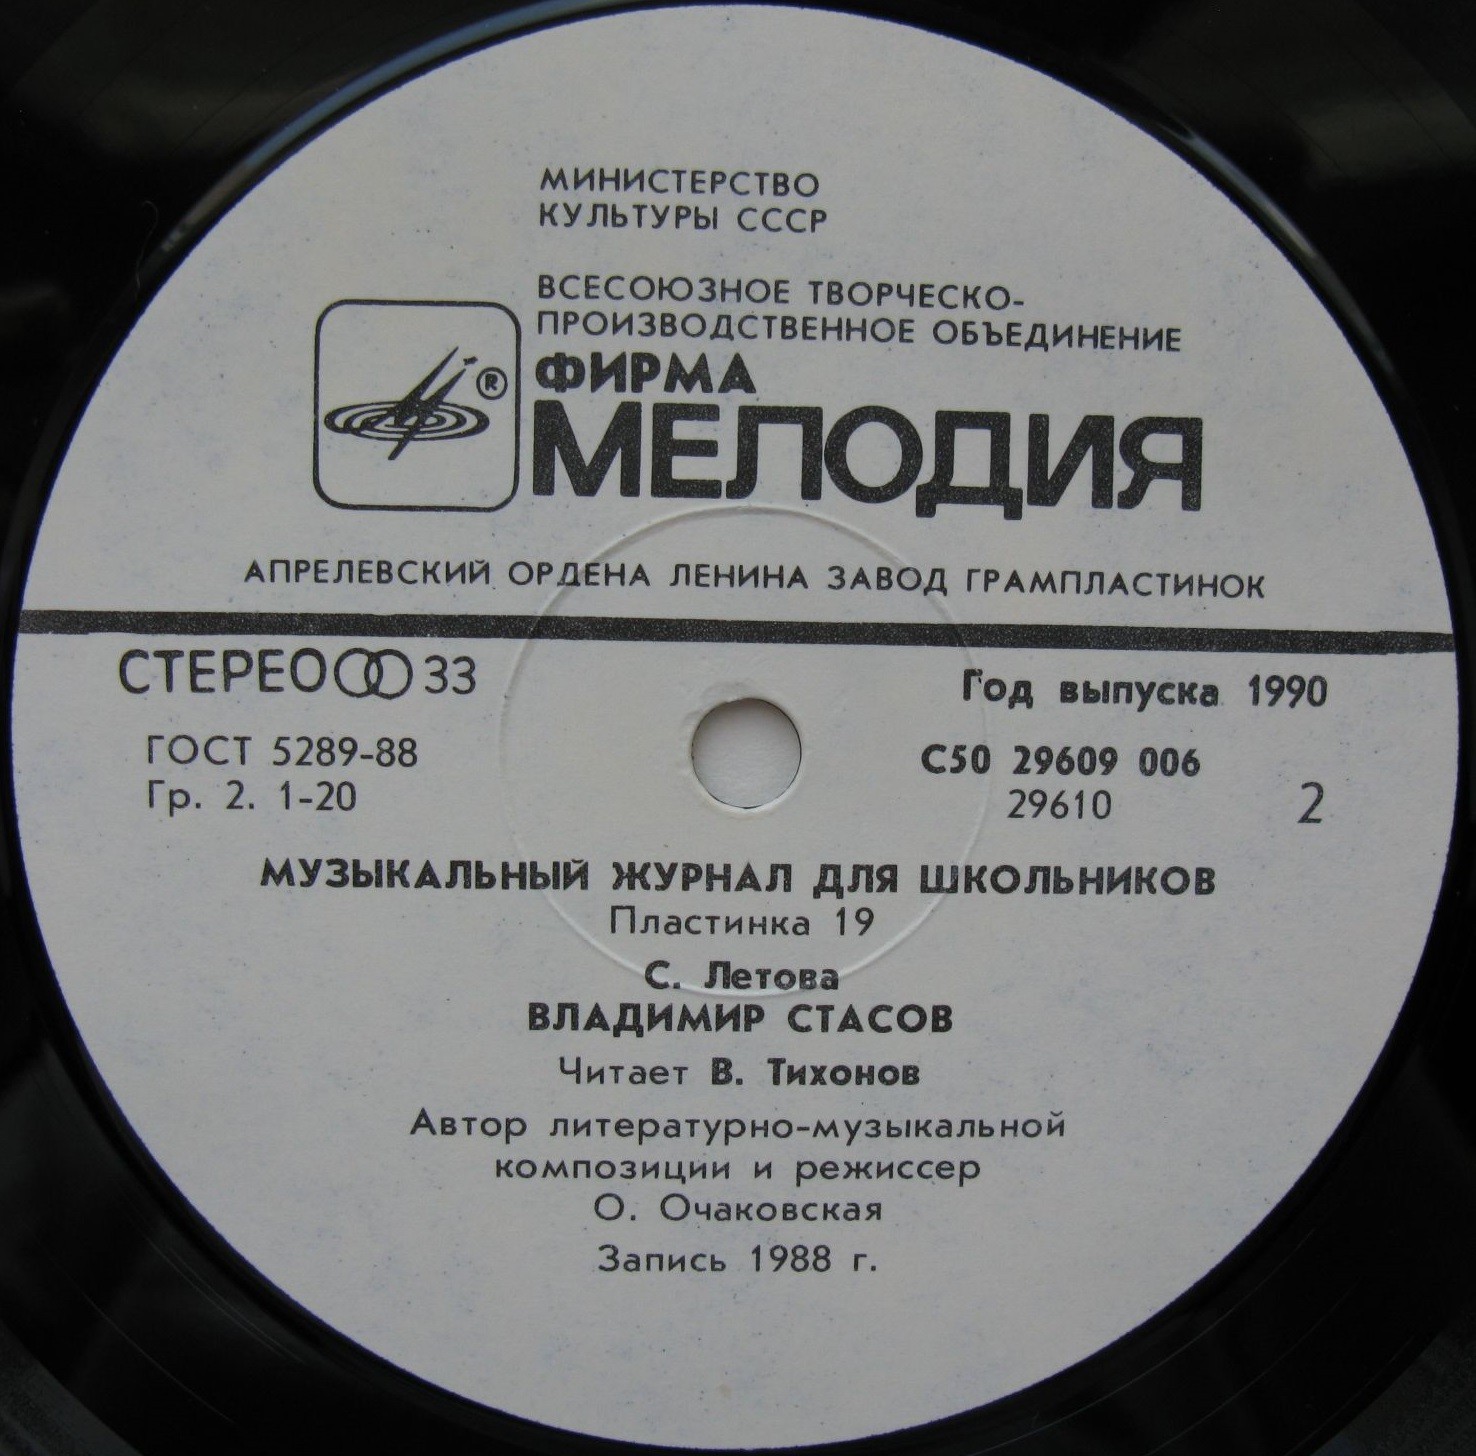 МИНИСТЕРСТВО
КУЛЬТУРЫ СССР
ВСЕСОЮЗНОЕ ТВОРЧЕСКО-
ПРОИЗВОДСТВЕННОЕ ОБЪЕДИНЕНИЕ
ФИРМА
®
МЕЛОДИЯ
АПРЕЛЕВСКИЙ ОРДЕНА ЛЕНИНА ЗАВОД ГРАМПЛАСТИНОК
СТЕРЕО 33
Год выпуска 1990
ГОСТ 5289-88
С50 29609 006
Гр. 2. 1-20
29610
2
МУЗЫКАЛЬНЫЙ ЖУРНАЛ ДЛЯ ШКОЛЬНИКОВ
Пластинка 19
С. Летова
ВЛАДИМИР СТАСОВ
Читает В. Тихонов
Автор литературно-музыкальной
композиции и режиссер
О. Очаковская
Запись 1988 г.